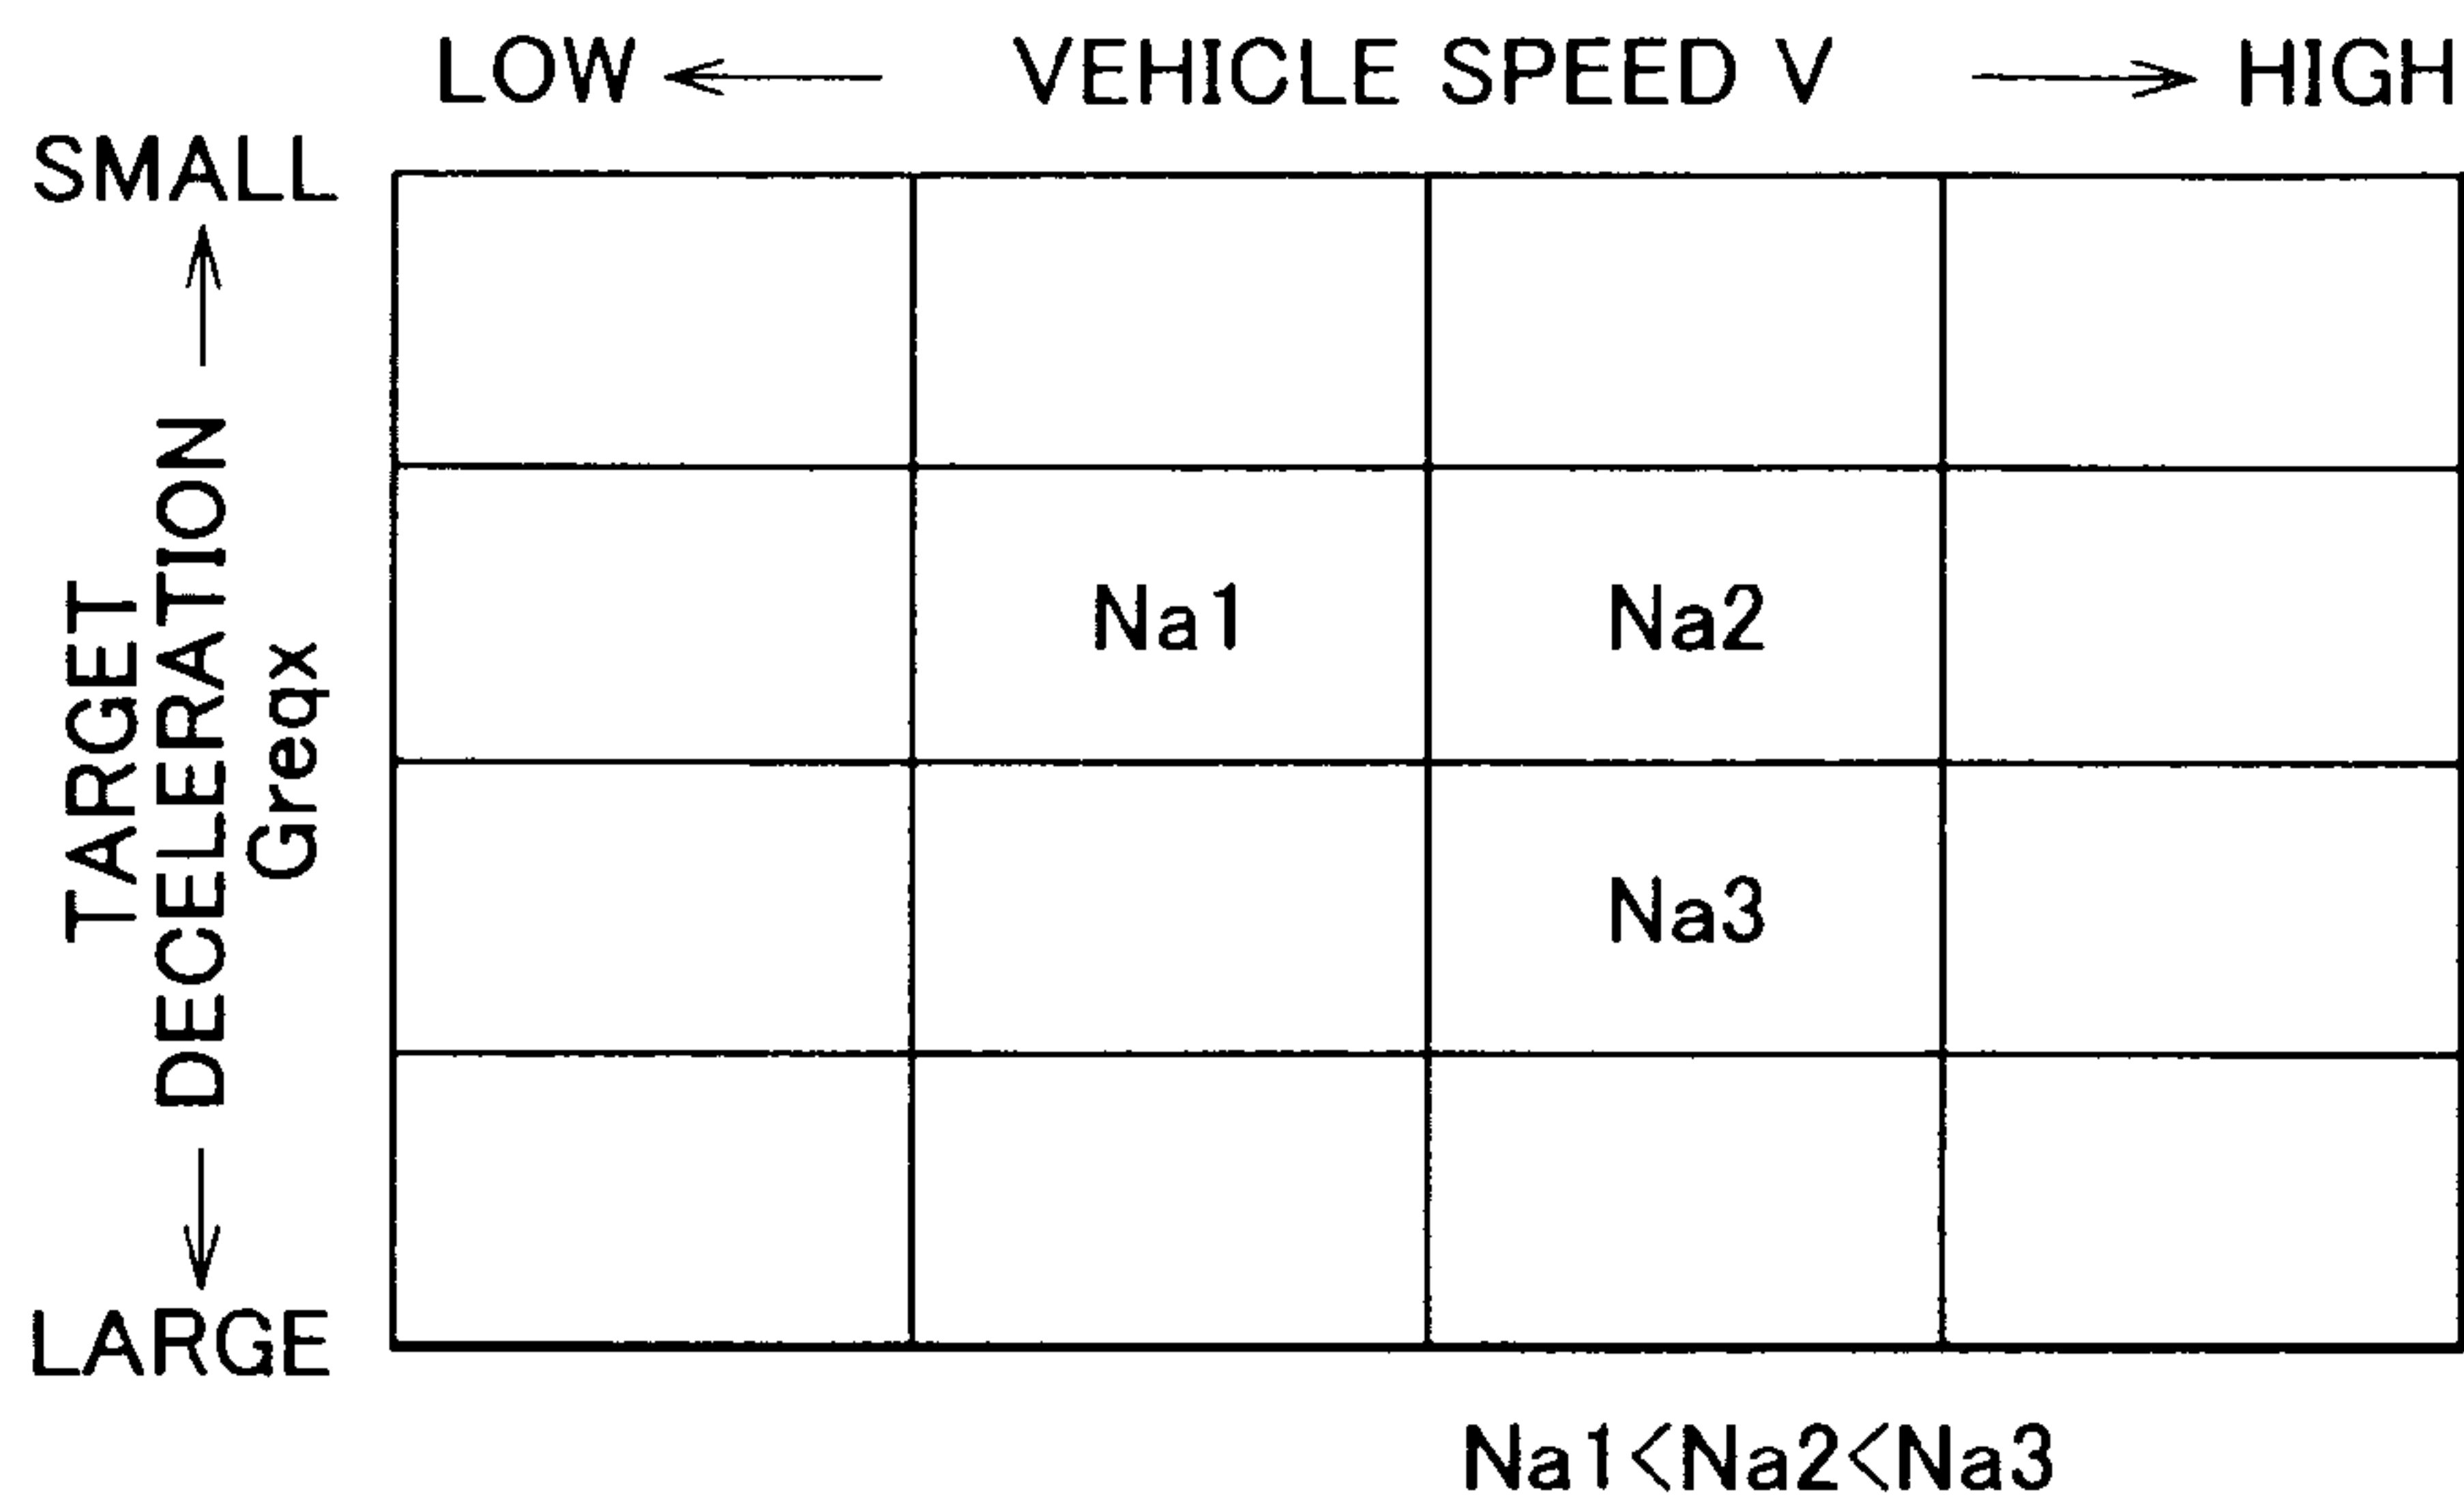 LOW ← VEHICLE SPEED V → HIGH
SMALL
TARGET
DECELERATION
Greqx
LARGE
Na1 Na2
Na3
Na1<Na2<Na3